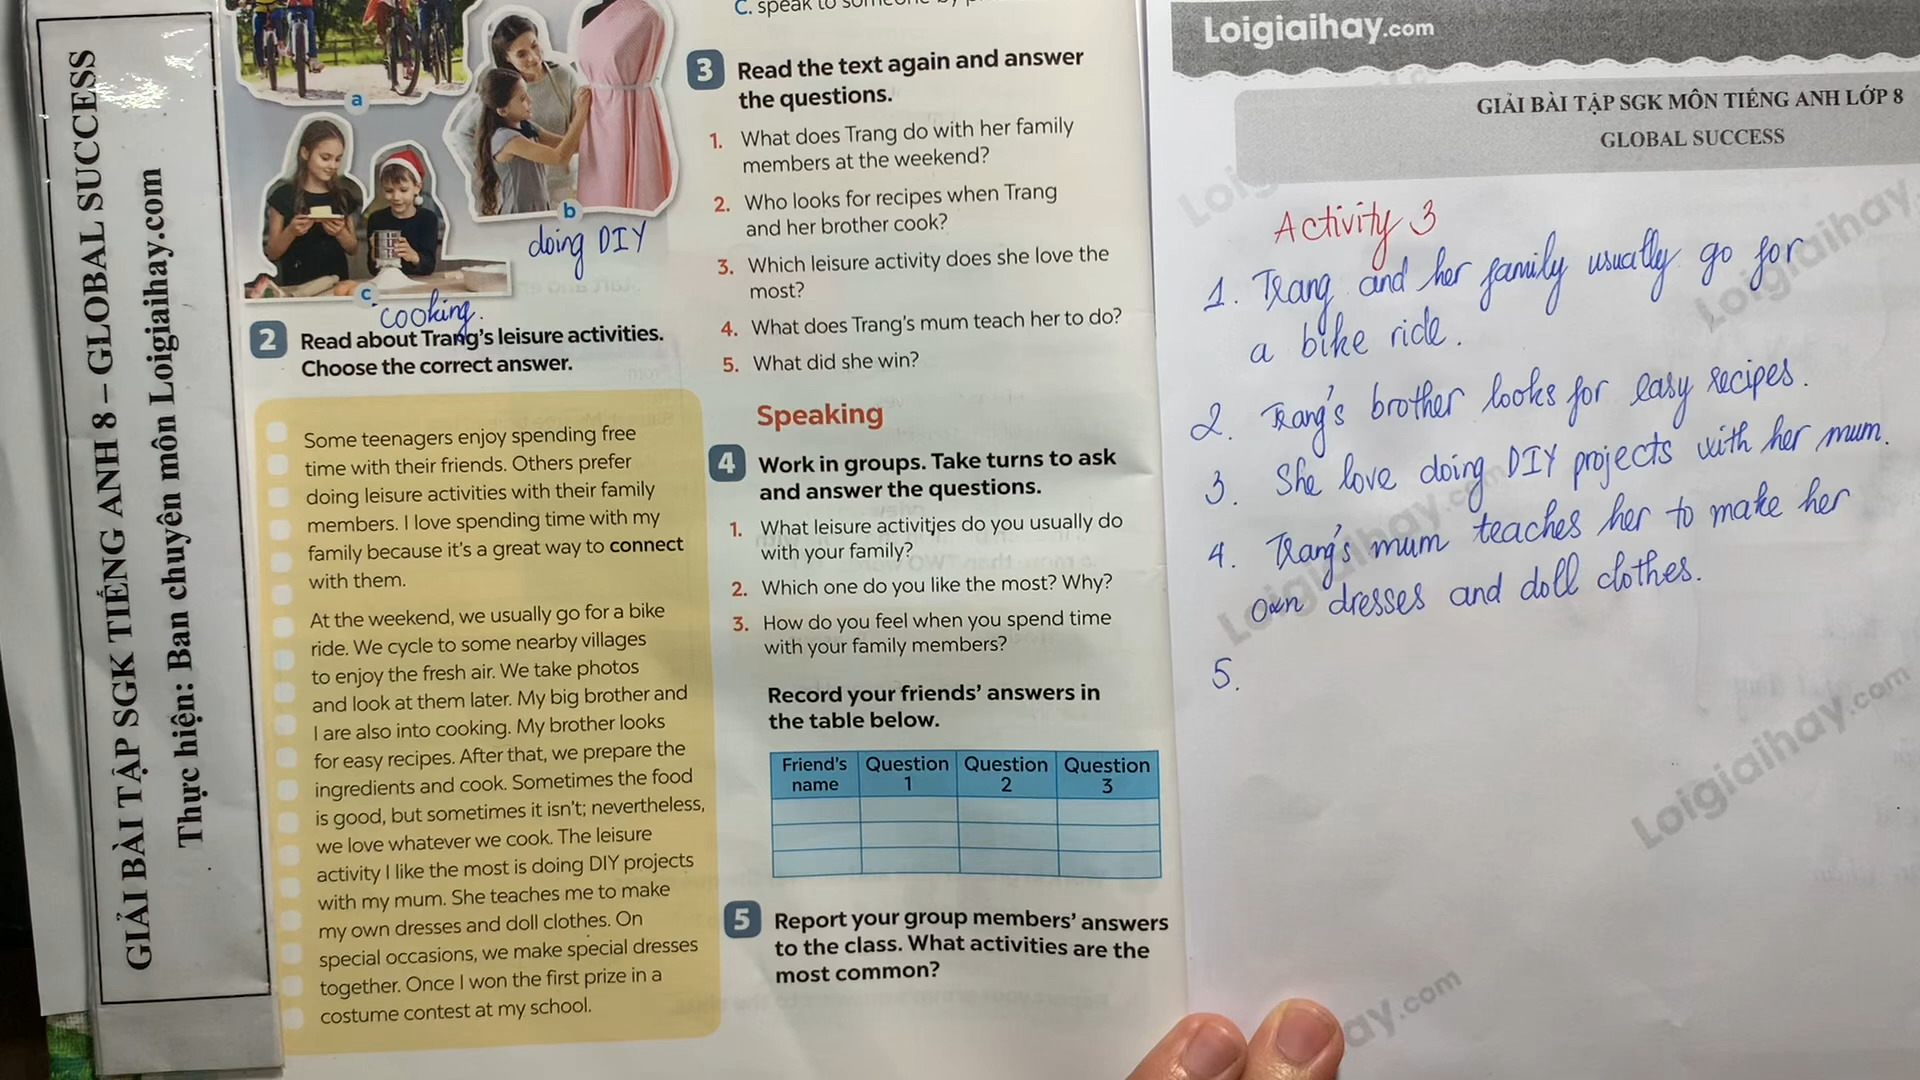 GIẢI BÀI TẬP SGK TIẾNG ANH 8 – GLOBAL SUCCESS
Thực hiện: Ban chuyên môn Loigiaihay.com
a
b
doing DIY
c
cooking.
2 Read about Trang's leisure activities.
Choose the correct answer.
Some teenagers enjoy spending free
time with their friends. Others prefer
doing leisure activities with their family
members. I love spending time with my
family because it's a great way to connect
with them.
At the weekend, we usually go for a bike
ride. We cycle to some nearby villages
to enjoy the fresh air. We take photos
and look at them later. My big brother and
I are also into cooking. My brother looks
for easy recipes. After that, we prepare the
ingredients and cook. Sometimes the food
is good, but sometimes it isn't; nevertheless,
we love whatever we cook. The leisure
activity I like the most is doing DIY projects
with my mum. She teaches me to make
my own dresses and doll clothes. On
special occasions, we make special dresses
together. Once I won the first prize in a
costume contest at my school.
C. speak to someone by
3 Read the text again and answer
the questions.
1. What does Trang do with her family
members at the weekend?
2. Who looks for recipes when Trang
and her brother cook?
3. Which leisure activity does she love the
most?
4. What does Trang's mum teach her to do?
5. What did she win?
Speaking
4 Work in groups. Take turns to ask
and answer the questions.
1. What leisure activities do you usually do
with your family?
2. Which one do you like the most? Why?
3. How do you feel when you spend time
with your family members?
Record your friends' answers in
the table below.
Friend's name Question 1 Question 2 Question 3
5 Report your group members' answers
to the class. What activities are the
most common?
Loigiaihay.com
GIẢI BÀI TẬP SGK MÔN TIẾNG ANH LỚP 8
GLOBAL SUCCESS
Activity 3
1. Trang and her family usually go for
a bike ride.
2. Trang's brother looks for easy recipes.
3. She love doing DIY projects with her mum.
4. Trang's mum teaches her to make her
own dresses and doll clothes.
5.
Loigiaihay.com
Loigiaihay.com
Loigiaihay.com